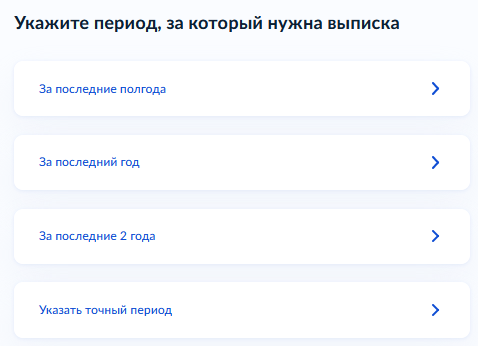 Укажите период, за который нужна выписка
За последние полгода
За последний год
За последние 2 года
Указать точный период